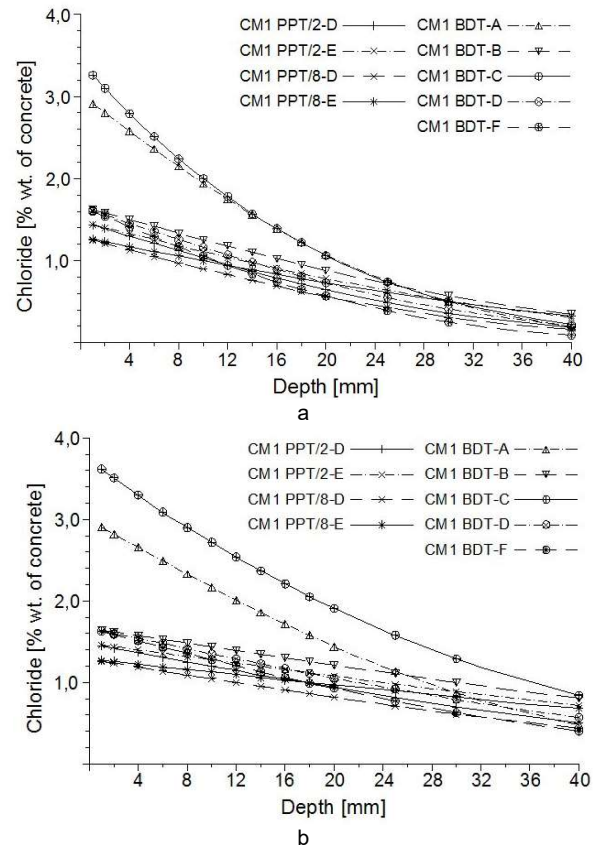 4,0
3,0
2,0
1,0
Chloride [% wt. of concrete]
CM1 PPT/2-D
CM1 PPT/2-E
CM1 PPT/8-D
CM1 PPT/8-E
CM1 BDT-A
CM1 BDT-B
CM1 BDT-C
CM1 BDT-D
CM1 BDT-F
4 8 12 16 20 24 28 32 36 40
Depth [mm]
a
4,0
3,0
2,0
1,0
Chloride [% wt. of concrete]
CM1 PPT/2-D
CM1 PPT/2-E
CM1 PPT/8-D
CM1 PPT/8-E
CM1 BDT-A
CM1 BDT-B
CM1 BDT-C
CM1 BDT-D
CM1 BDT-F
4 8 12 16 20 24 28 32 36 40
Depth [mm]
b